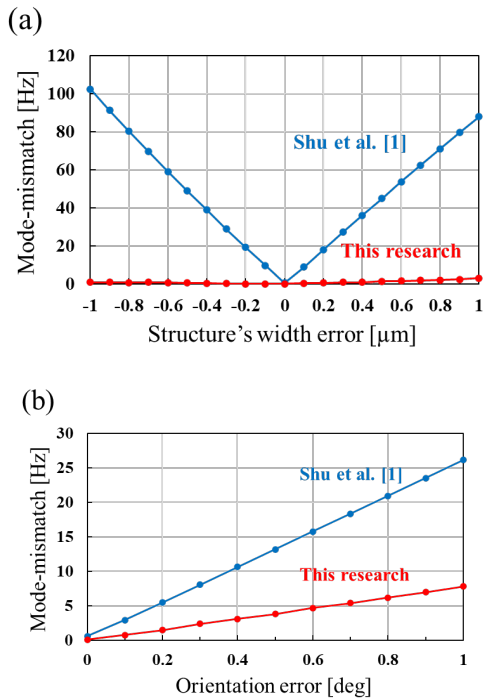 (a)
120
100
80
60
40
20
0
Mode-mismatch [Hz]
Shu et al. [1]
This research
-1 -0.8 -0.6 -0.4 -0.2 0 0.2 0.4 0.6 0.8 1
Structure's width error [µm]
(b)
30
25
20
15
10
5
0
Mode-mismatch [Hz]
Shu et al. [1]
This research
0 0.2 0.4 0.6 0.8 1
Orientation error [deg]